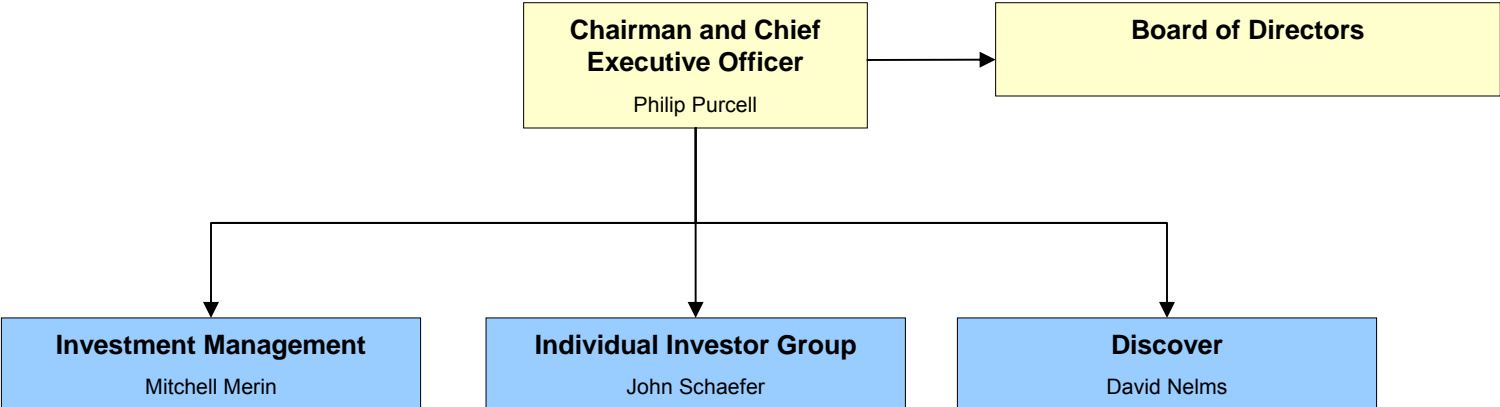 Chairman and Chief
Executive Officer
Philip Purcell
Board of Directors
Investment Management
Mitchell Merin
Individual Investor Group
John Schaefer
Discover
David Nelms